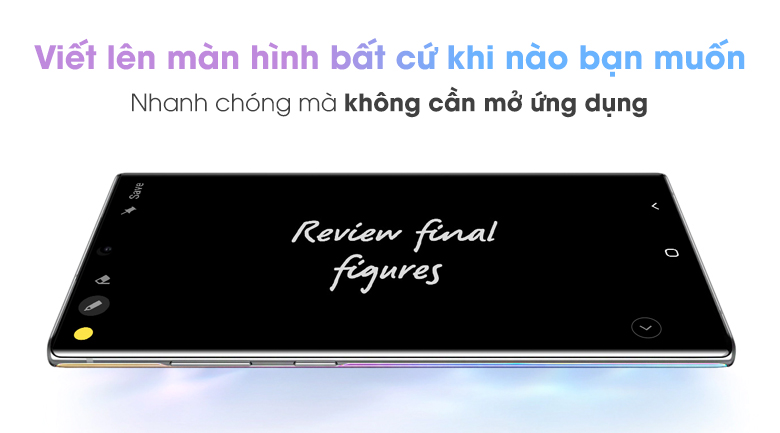 Viết lên màn hình bất cứ khi nào bạn muốn
Nhanh chóng mà không cần mở ứng dụng
Save
Review final
figures